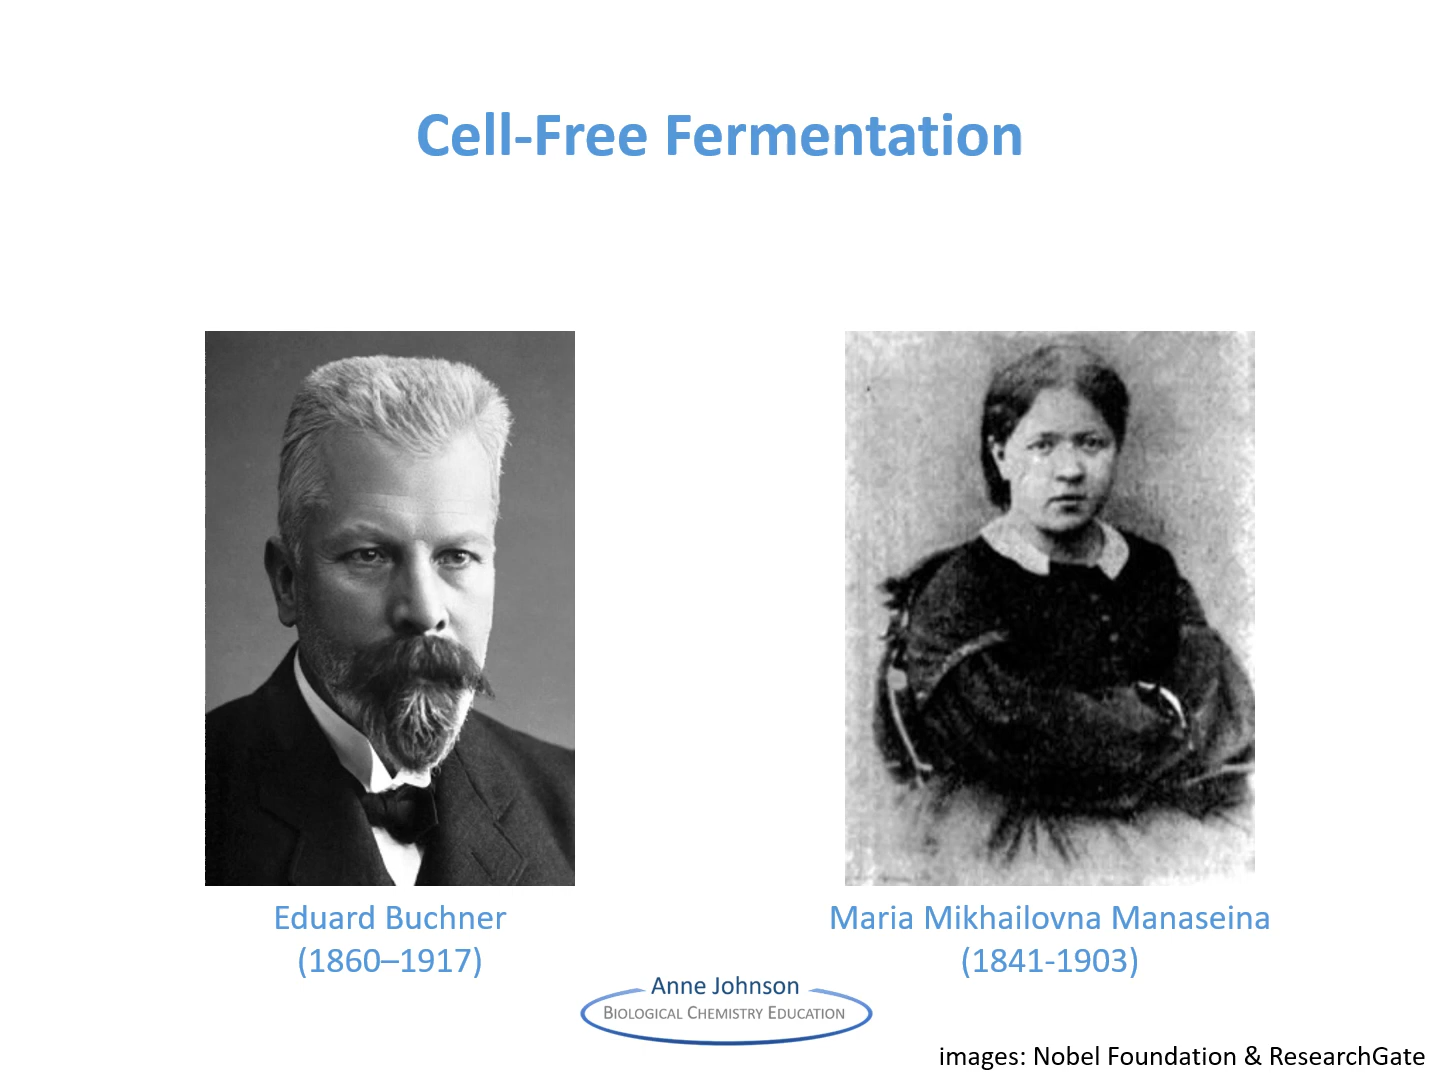 Cell-Free Fermentation
Eduard Buchner
(1860–1917)
Maria Mikhailovna Manaseina
(1841-1903)
Anne Johnson
BIOLOGICAL CHEMISTRY EDUCATION
images: Nobel Foundation & ResearchGate